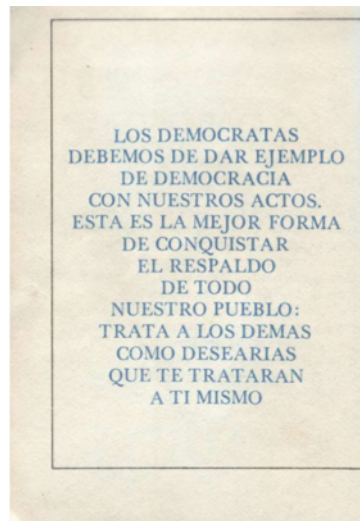 LOS DEMOCRATAS
DEBEMOS DE DAR EJEMPLO
DE DEMOCRACIA
CON NUESTROS ACTOS.
ESTA ES LA MEJOR FORMA
DE CONQUISTAR
EL RESPALDO
DE TODO
NUESTRO PUEBLO:
TRATA A LOS DEMAS
COMO DESEARIAS
QUE TE TRATARAN
A TI MISMO